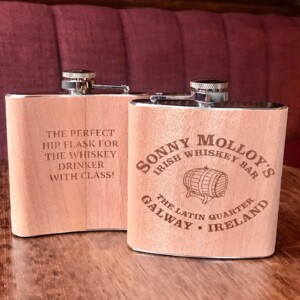 THE PERFECT
HIP FLASK FOR
THE WHISKEY
DRINKER
WITH CLASS!
SONNY MOLLOY'S
IRISH WHISKEY BAR
THE LATIN QUARTER
GALWAY • IRELAND